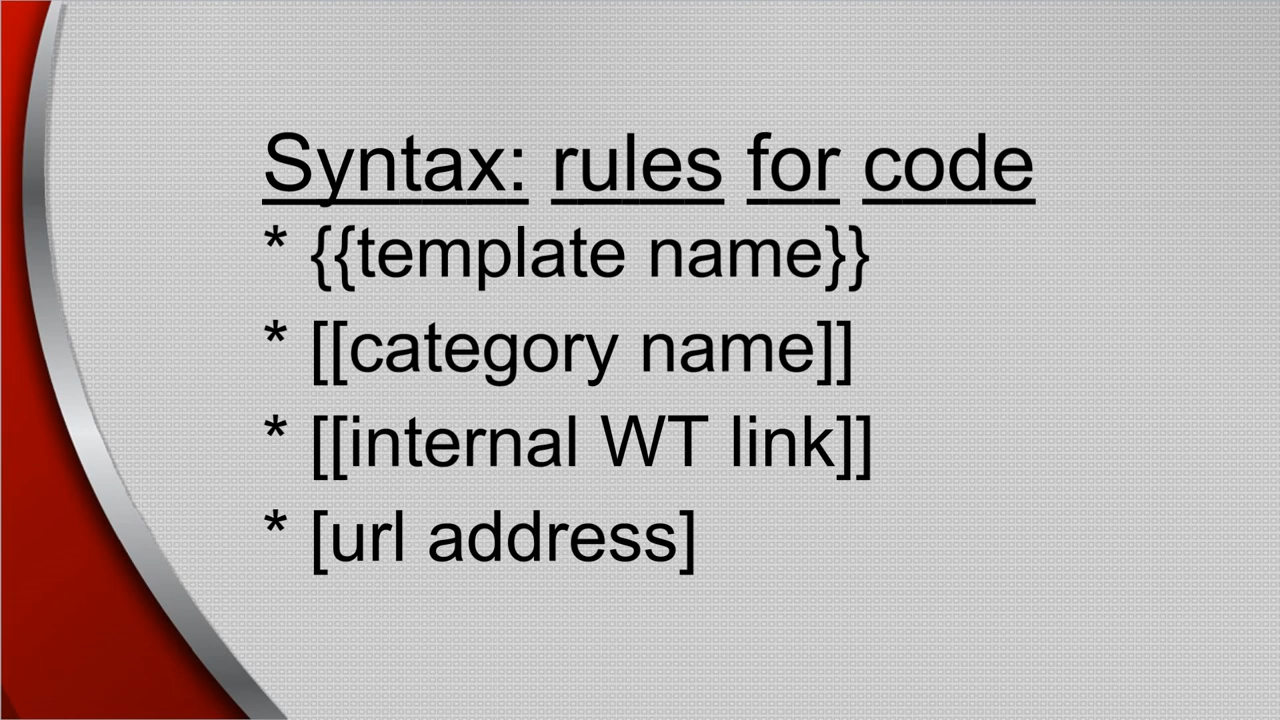 Syntax: rules for code
* {{template name}}
* [[category name]]
* [[internal WT link]]
* [url address]